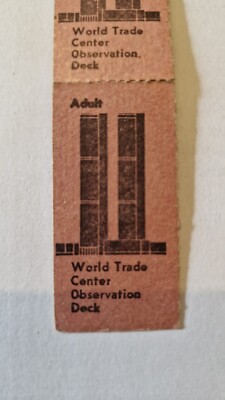 World Trade
Center
Observation
Deck
Adult
World Trade
Center
Observation
Deck